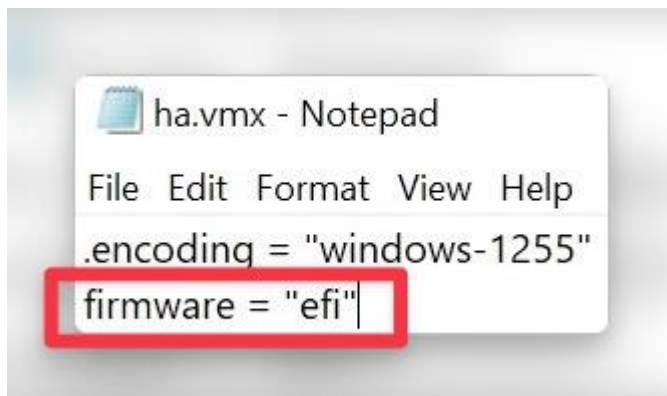 ha.vmx - Notepad
File Edit Format View Help
.encoding = "windows-1255"
firmware = "efi"